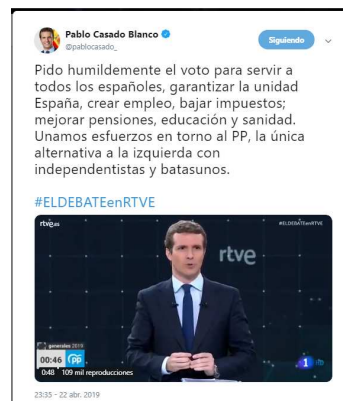 Pablo Casado Blanco
@pablocasado_
Siguiendo
Pido humildemente el voto para servir a
todos los españoles, garantizar la unidad
España, crear empleo, bajar impuestos;
mejorar pensiones, educación y sanidad.
Unamos esfuerzos en torno al PP, la única
alternativa a la izquierda con
independentistas y batasunos.
#ELDEBATEenRTVE
rtve.es
#ELDEBATEenRTVE
rtve
generales 2019
00:46
PP
0:48 109 mil reproducciones
1
23:35 - 22 abr. 2019